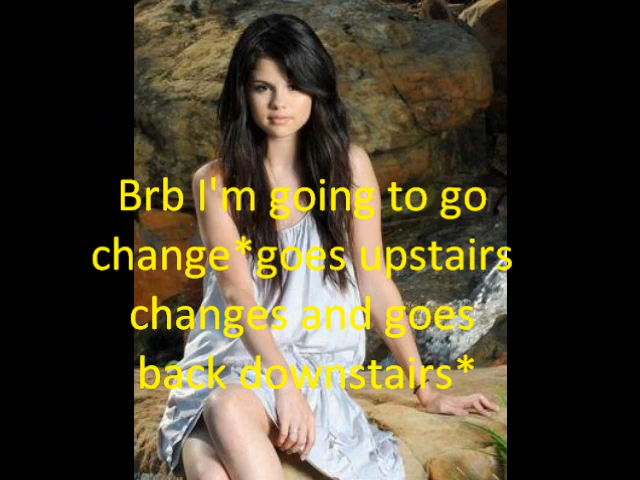 Brb I'm going to go
change*goes upstairs
changes and goes
back downstairs*